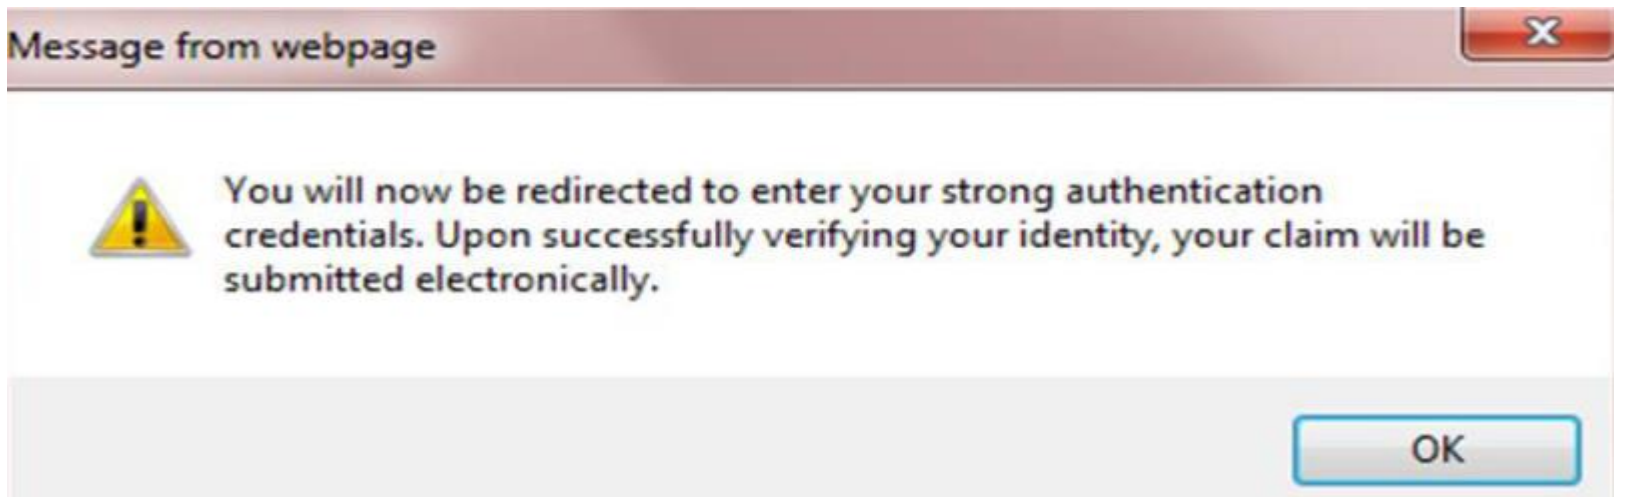 Message from webpage
You will now be redirected to enter your strong authentication
credentials. Upon successfully verifying your identity, your claim will be
submitted electronically.
OK